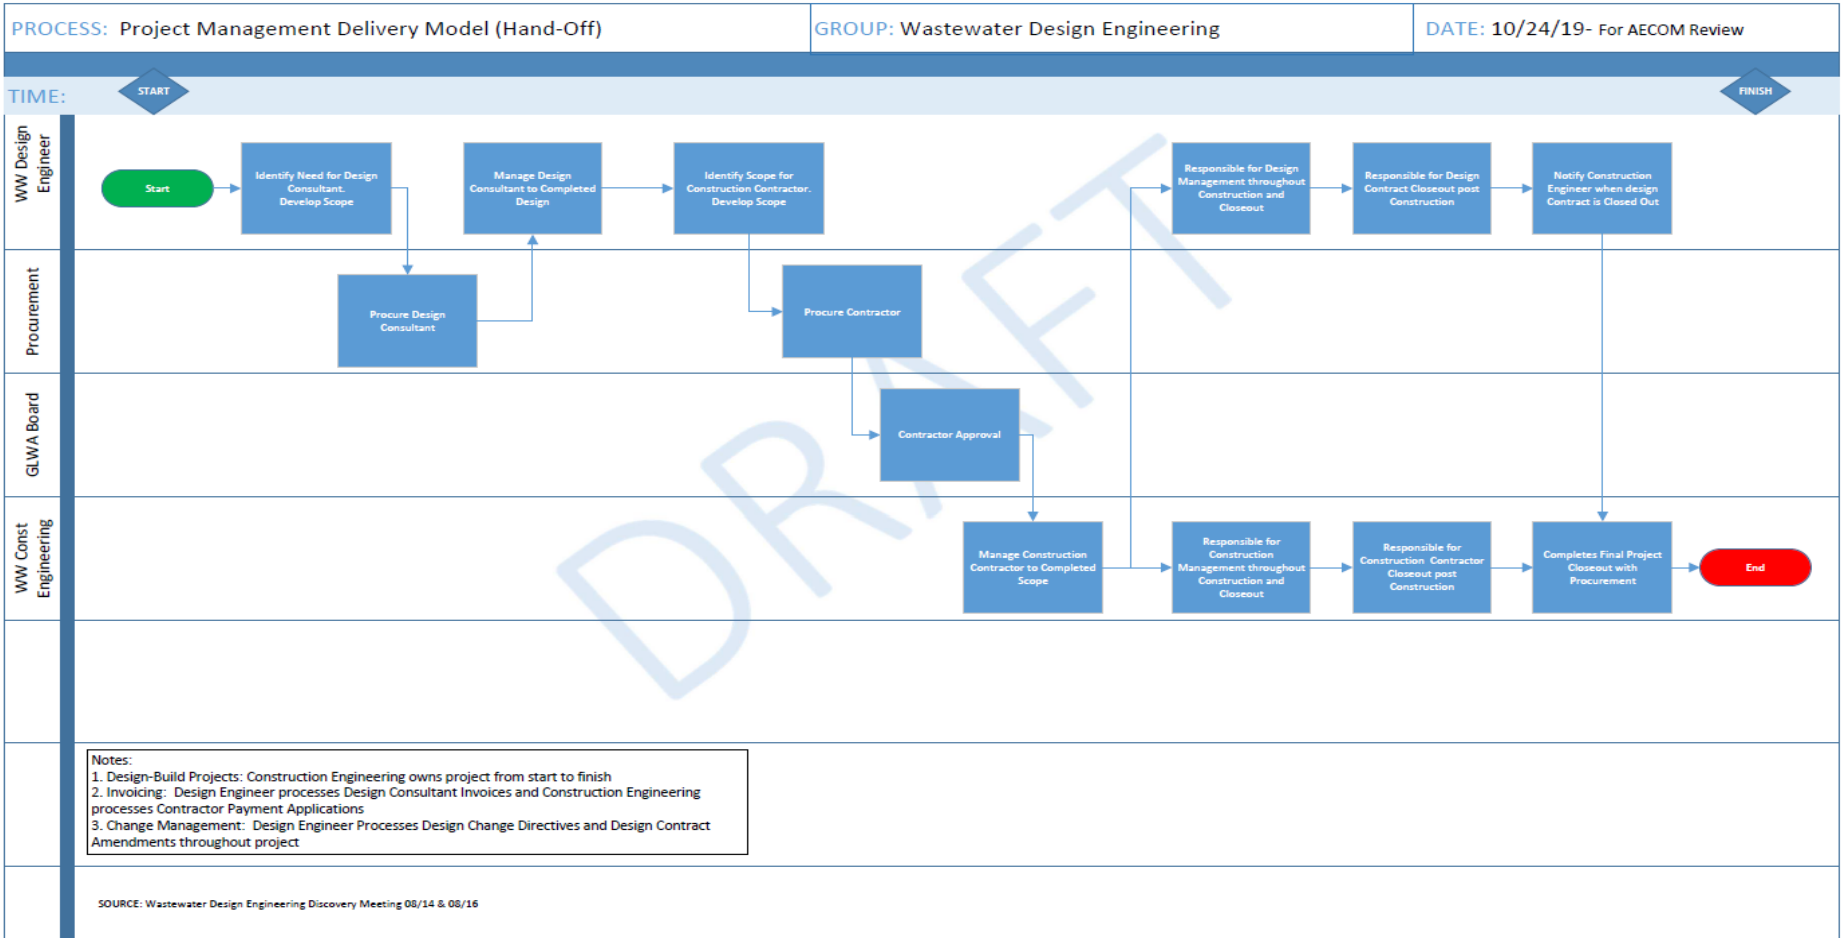 PROCESS: Project Management Delivery Model (Hand-Off)
GROUP: Wastewater Design Engineering
DATE: 10/24/19- For AECOM Review
TIME:
START
FINISH
WW Design
Engineer
Start
Identify Need for Design
Consultant.
Develop Scope
Manage Design
Consultant to Completed
Design
Identify Scope for
Construction Contractor.
Develop Scope
Responsible for Design
Management throughout
Construction and
Closeout
Responsible for Design
Contract Closeout post
Construction
Notify Construction
Engineer when design
Contract is Closed Out
Procurement
Procure Design
Consultant
Procure Contractor
GLWA Board
Contractor Approval
WW Const
Engineering
Manage Construction
Contractor to Completed
Scope
Responsible for
Construction
Management throughout
Construction and
Closeout
Responsible for
Construction Contractor
Closeout post
Construction
Completes Final Project
Closeout with
Procurement
End
DRAFT
Notes:
1. Design-Build Projects: Construction Engineering owns project from start to finish
2. Invoicing: Design Engineer processes Design Consultant Invoices and Construction Engineering
processes Contractor Payment Applications
3. Change Management: Design Engineer Processes Design Change Directives and Design Contract
Amendments throughout project
SOURCE: Wastewater Design Engineering Discovery Meeting 08/14 & 08/16